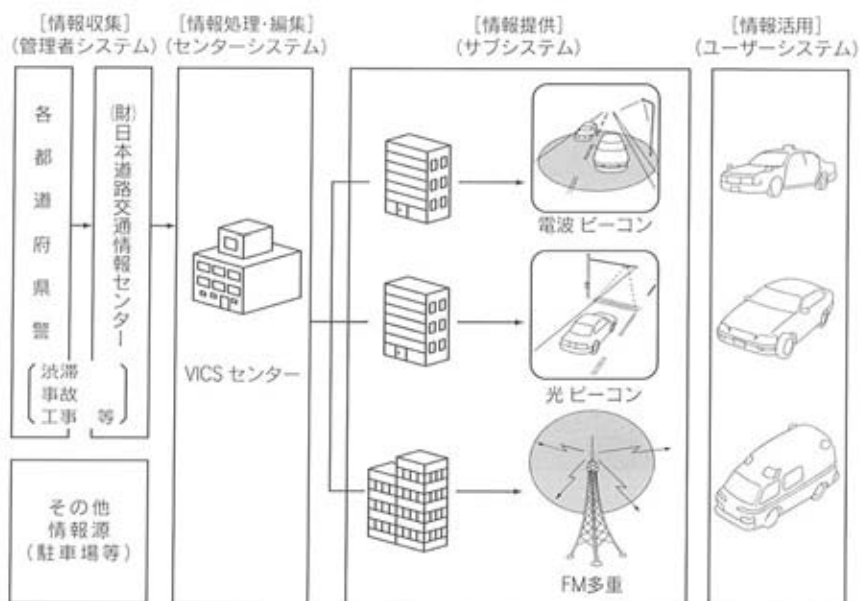 [情報収集]
(管理者システム)
[情報処理・編集]
(センターシステム)
[情報提供]
(サブシステム)
[情報活用]
(ユーザーシステム)
各都道府県警
(財)日本道路交通情報センター
渋滞
事故
工事 等
その他
情報源
(駐車場等)
VICS センター
電波 ビーコン
光 ビーコン
FM多重